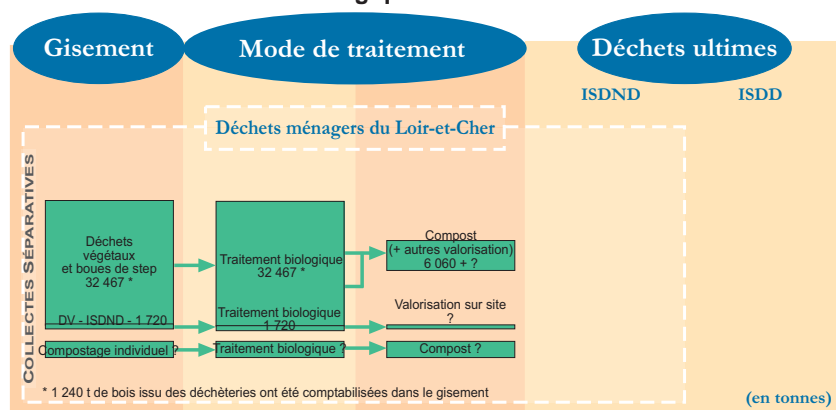 Gisement
Mode de traitement
Déchets ultimes
ISDND
ISDD
Déchets ménagers du Loir-et-Cher
COLLECTES SÉPARATIVES
Déchets
végétaux
et boues de step
32 467 *
Traitement biologique
32 467 *
Compost
(+ autres valorisation)
6 060 + ?
DV - ISDND - 1 720
Traitement biologique
1 720
Valorisation sur site
?
Compostage individuel ?
Traitement biologique ?
Compost ?
* 1 240 t de bois issu des déchèteries ont été comptabilisées dans le gisement
(en tonnes)